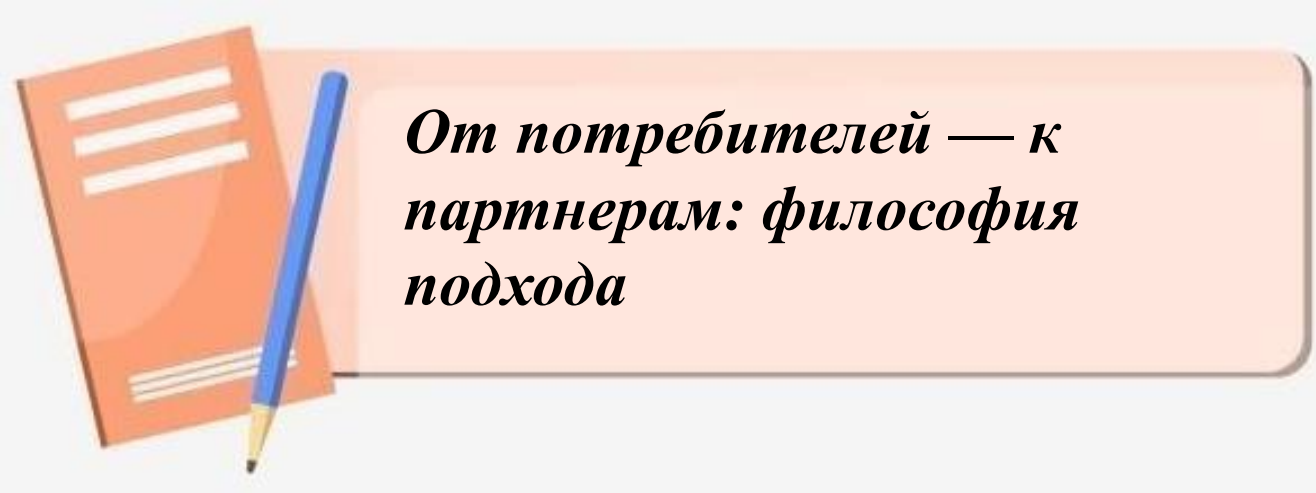 От потребителей — к
партнерам: философия
подхода